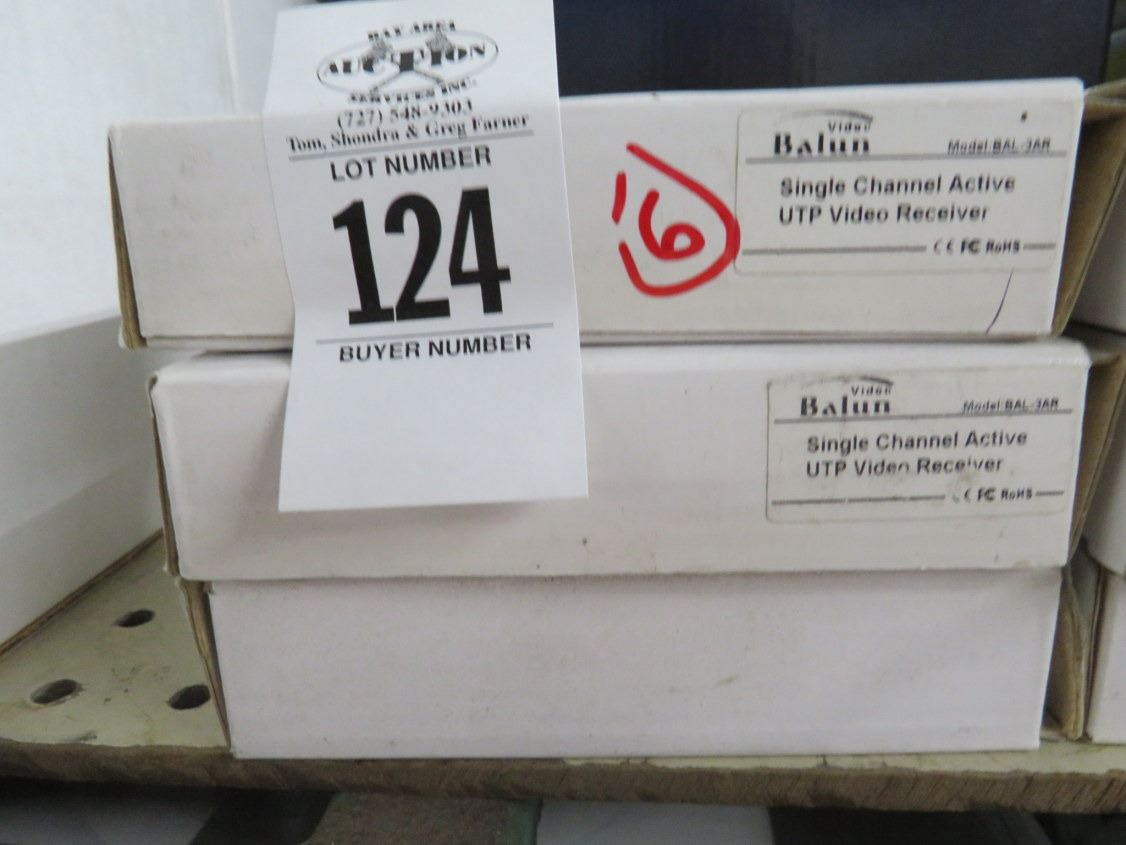 BAY AREA
AUCTION
SERVICES INC.
(727) 548-9303
Tom, Shondra & Greg Farner
LOT NUMBER
124
BUYER NUMBER
6
Video
Balun
Model:BAL-3AR
Single Channel Active
UTP Video Receiver
CE FC RoHS
Video
Balun
Model:BAL-3AR
Single Channel Active
UTP Video Receiver
CE FC RoHS